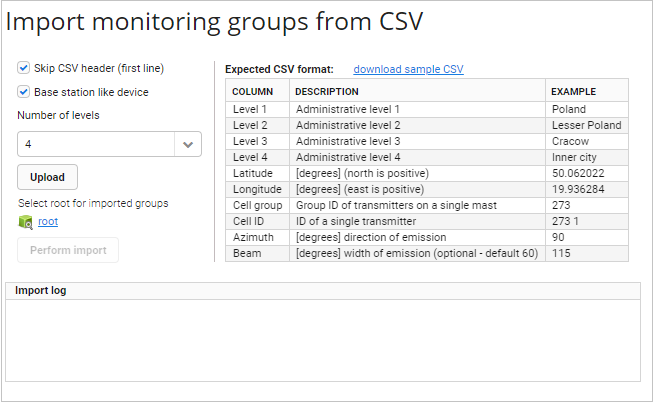 Import monitoring groups from CSV
Skip CSV header (first line)
Base station like device
Number of levels
4
Upload
Select root for imported groups
root
Perform import
Expected CSV format: download sample CSV
COLUMN DESCRIPTION EXAMPLE
Level 1 Administrative level 1 Poland
Level 2 Administrative level 2 Lesser Poland
Level 3 Administrative level 3 Cracow
Level 4 Administrative level 4 Inner city
Latitude [degrees] (north is positive) 50.062022
Longitude [degrees] (east is positive) 19.936284
Cell group Group ID of transmitters on a single mast 273
Cell ID ID of a single transmitter 273 1
Azimuth [degrees] direction of emission 90
Beam [degrees] width of emission (optional - default 60) 115
Import log